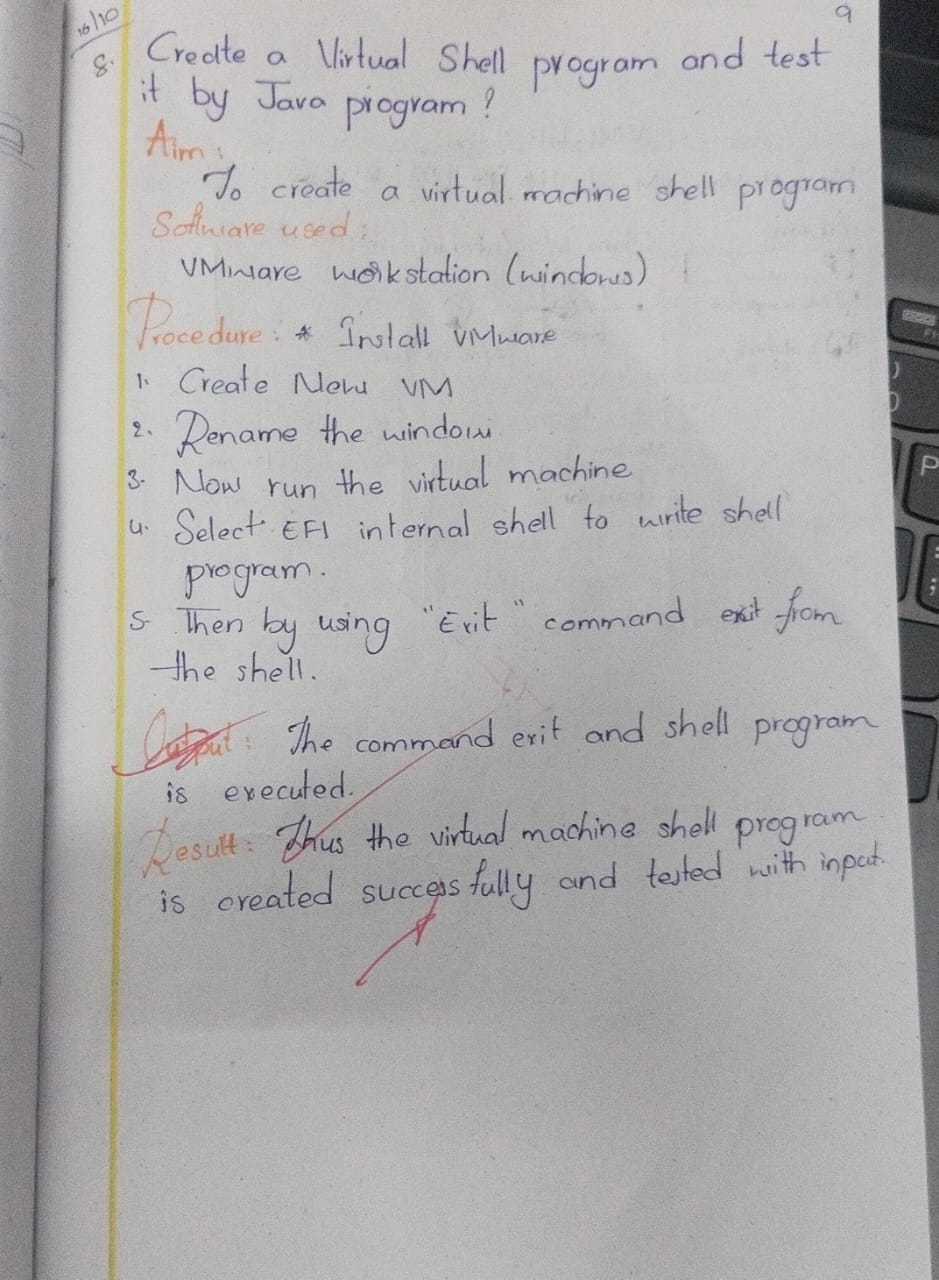 16/10
9
8. Create a Virtual Shell program and test
it by Java program?
Aim:
To create a virtual machine shell program
Software used:
VMware workstation (windows)
Procedure: * Install VMware
1. Create New VM
2. Rename the window
3. Now run the virtual machine
4. Select EFI internal shell to write shell
program.
5 Then by using "Exit" command exit from
the shell.
Output: The command exit and shell program
is executed.
Result: Thus the virtual machine shell program
is created successfully and tested with input.
P